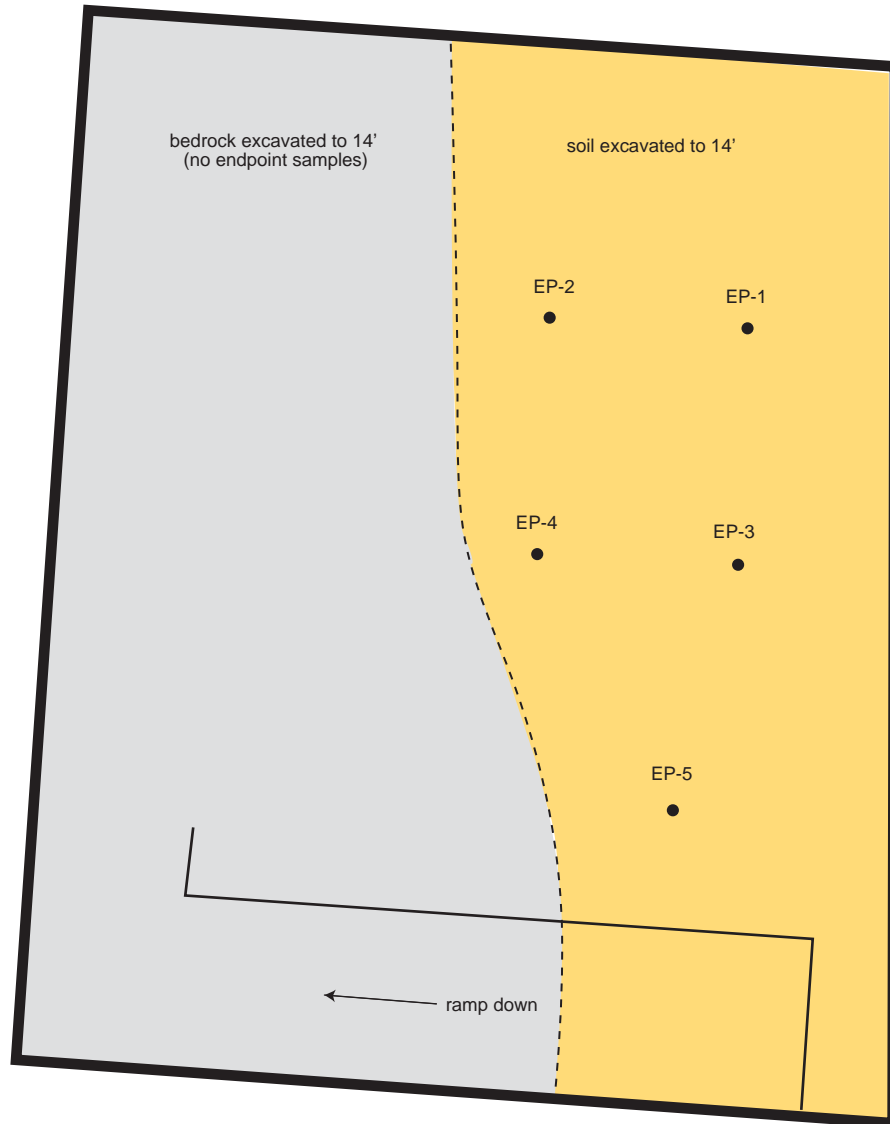 bedrock excavated to 14'
(no endpoint samples)
soil excavated to 14'
EP-2
EP-1
EP-4
EP-3
EP-5
ramp down